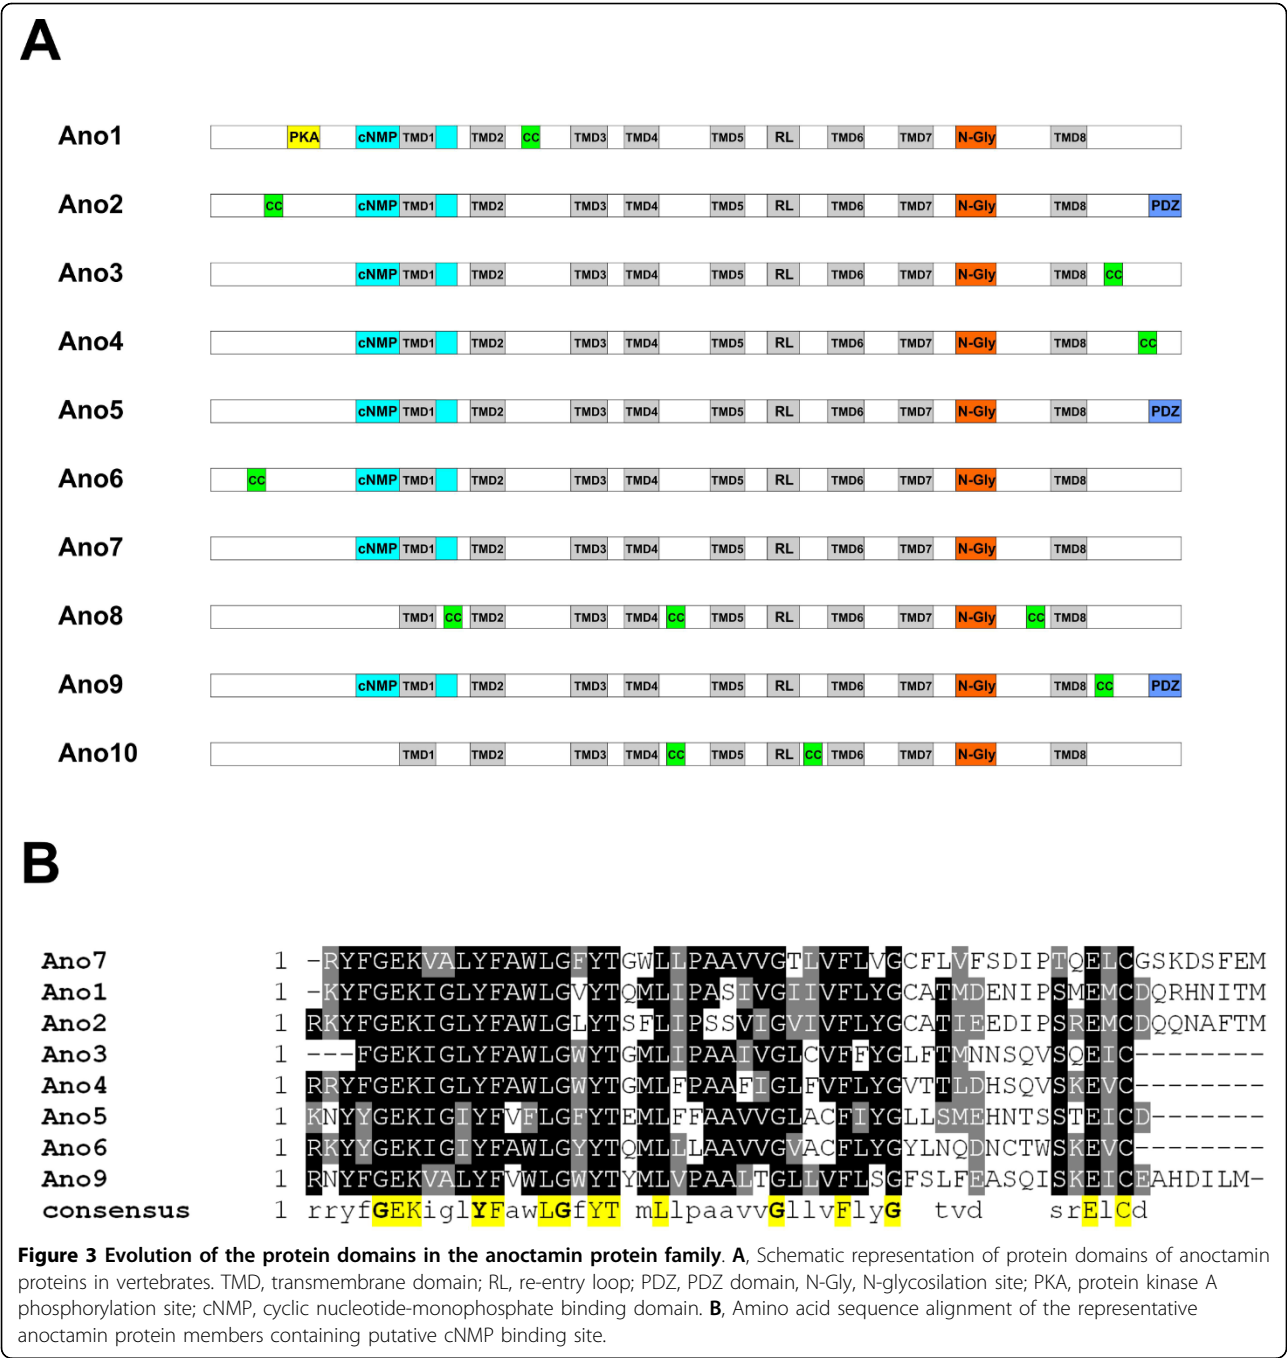 A
Ano1 PKA cNMP TMD1 TMD2 CC TMD3 TMD4 TMD5 RL TMD6 TMD7 N-Gly TMD8
Ano2 CC cNMP TMD1 TMD2 TMD3 TMD4 TMD5 RL TMD6 TMD7 N-Gly TMD8 PDZ
Ano3 cNMP TMD1 TMD2 TMD3 TMD4 TMD5 RL TMD6 TMD7 N-Gly TMD8 CC
Ano4 cNMP TMD1 TMD2 TMD3 TMD4 TMD5 RL TMD6 TMD7 N-Gly TMD8 CC
Ano5 cNMP TMD1 TMD2 TMD3 TMD4 TMD5 RL TMD6 TMD7 N-Gly TMD8 PDZ
Ano6 CC cNMP TMD1 TMD2 TMD3 TMD4 TMD5 RL TMD6 TMD7 N-Gly TMD8
Ano7 cNMP TMD1 TMD2 TMD3 TMD4 TMD5 RL TMD6 TMD7 N-Gly TMD8
Ano8 TMD1 CC TMD2 TMD3 TMD4 CC TMD5 RL TMD6 TMD7 N-Gly CC TMD8
Ano9 cNMP TMD1 TMD2 TMD3 TMD4 TMD5 RL TMD6 TMD7 N-Gly TMD8 CC PDZ
Ano10 TMD1 TMD2 TMD3 TMD4 CC TMD5 RL CC TMD6 TMD7 N-Gly TMD8
B
Ano7 1 -RYFGEKVALYFAWLGFYTGWLLPAAVVGTLVFLVGCFLVFSDIPTQELCGSKDSFEM
Ano1 1 -KYFGEKIGLYFAWLGVYTQMLIPASIVGIIVFLYGCATMDENIPSMEMCDQRHNITM
Ano2 1 RKYFGEKIGLYFAWLGLYTSFLIPSSVIGVIVFLYGCATIEEDIPSREMCDQQNAFTM
Ano3 1 ---FGEKIGLYFAWLGWYTGMLIPAAIVGLCVFFYGLFTMNNSQVSQEIC--------
Ano4 1 RRYFGEKIGLYFAWLGWYTGMLFPAAFIGLFVFLYGVTTLDHSQVSKEVC--------
Ano5 1 KNYYGEKIGIYFVFLGFYTEMLFFAAVVGLACFIYGLLSMEHNTSSTEICD-------
Ano6 1 RKYYGEKIGIYFAWLGYYTQMLLLAAVVGVACFLYGYLNQDNCTWSKEVC--------
Ano9 1 RNYFGEKVALYFVWLGWYTYMLVPAALTGLLVFLSGFSLFEASQISKEICEAHDILM-
consensus 1 rryfGEKiglYFawLGfYT mLlpaavvGllvFlyG tvd srElCd
Figure 3 Evolution of the protein domains in the anoctamin protein family. A, Schematic representation of protein domains of anoctamin
proteins in vertebrates. TMD, transmembrane domain; RL, re-entry loop; PDZ, PDZ domain, N-Gly, N-glycosilation site; PKA, protein kinase A
phosphorylation site; cNMP, cyclic nucleotide-monophosphate binding domain. B, Amino acid sequence alignment of the representative
anoctamin protein members containing putative cNMP binding site.